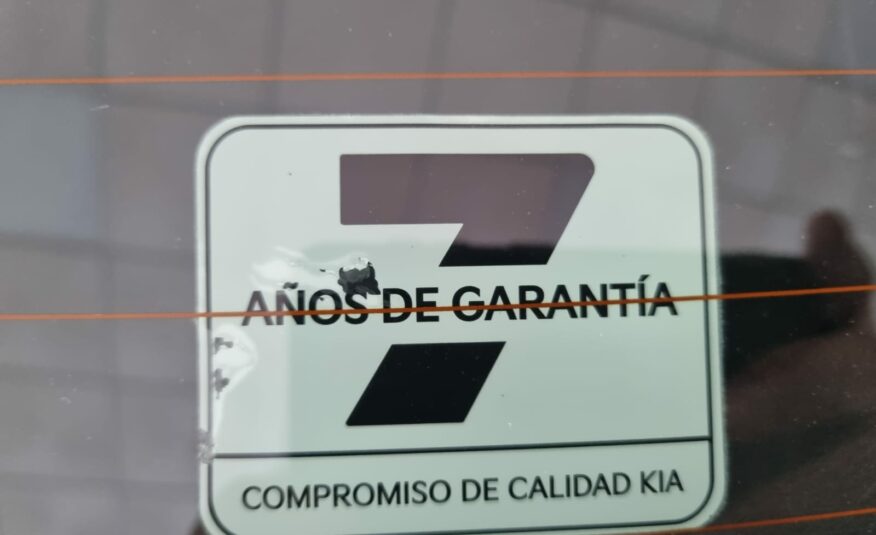 7
AÑOS DE GARANTÍA
COMPROMISO DE CALIDAD KIA